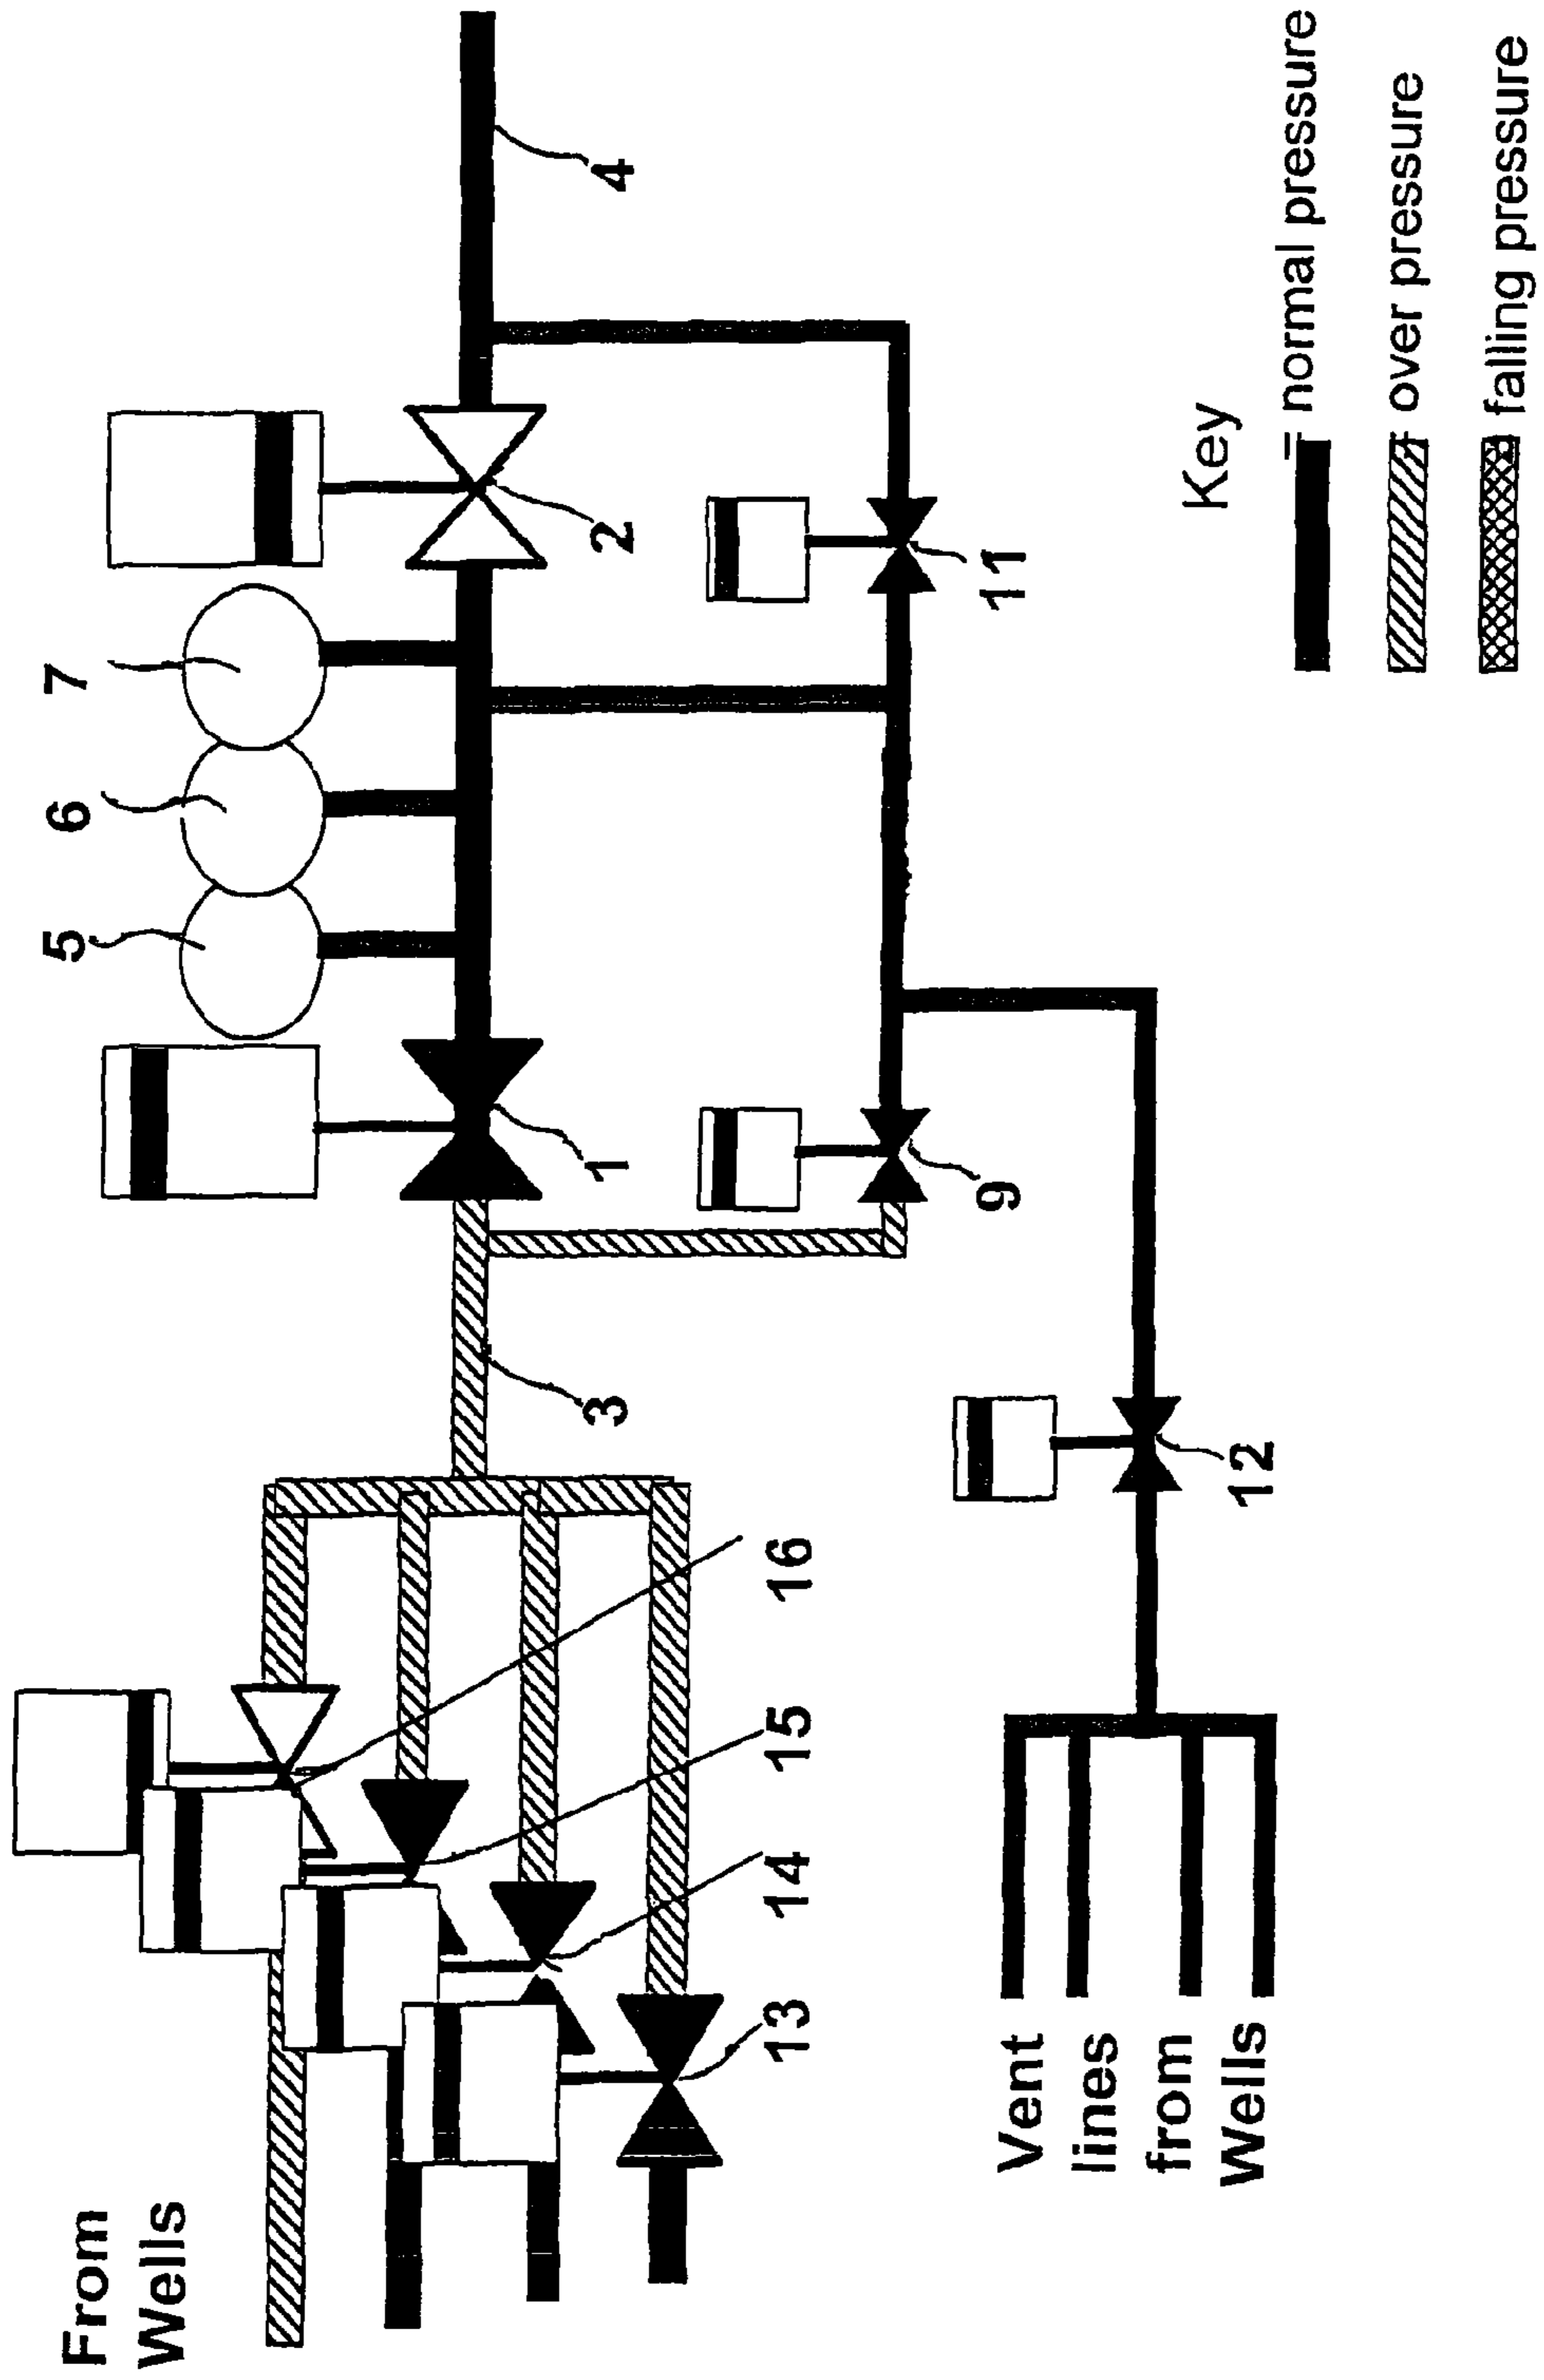 From
Wells
16
15
14
13
3
5
6
7
1
2
4
9
11
12
Vent
lines
from
Wells
Key
normal pressure
over pressure
falling pressure